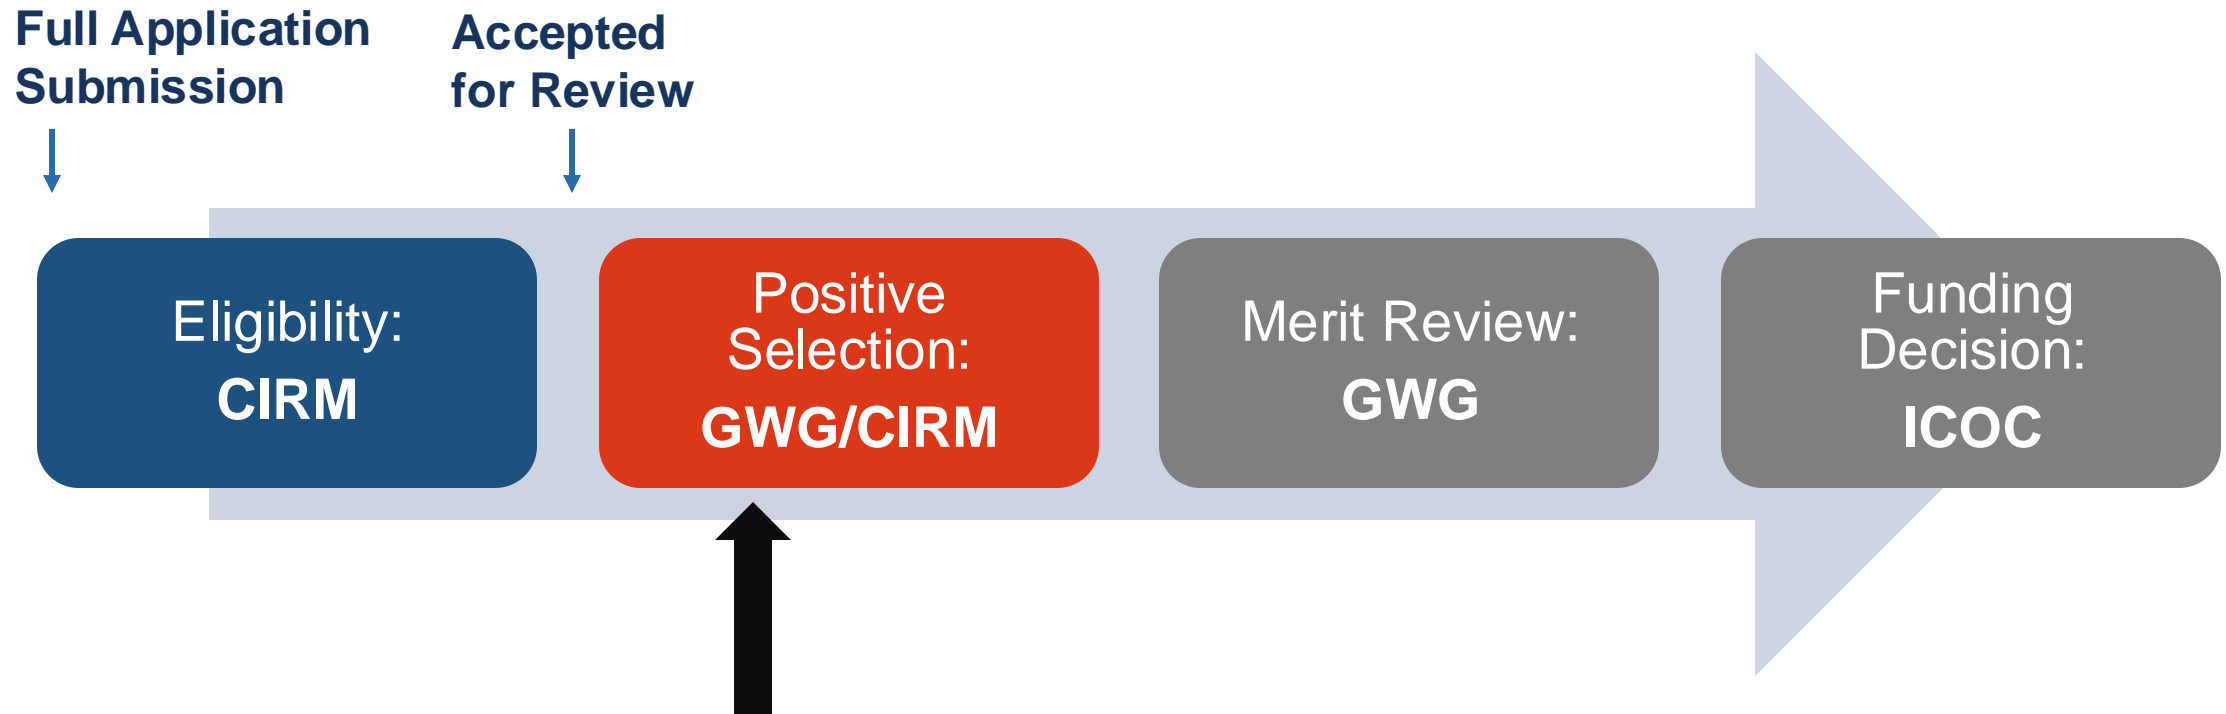 Full Application
Submission
Accepted
for Review
Eligibility:
CIRM
Positive
Selection:
GWG/CIRM
Merit Review:
GWG
Funding
Decision:
ICOC